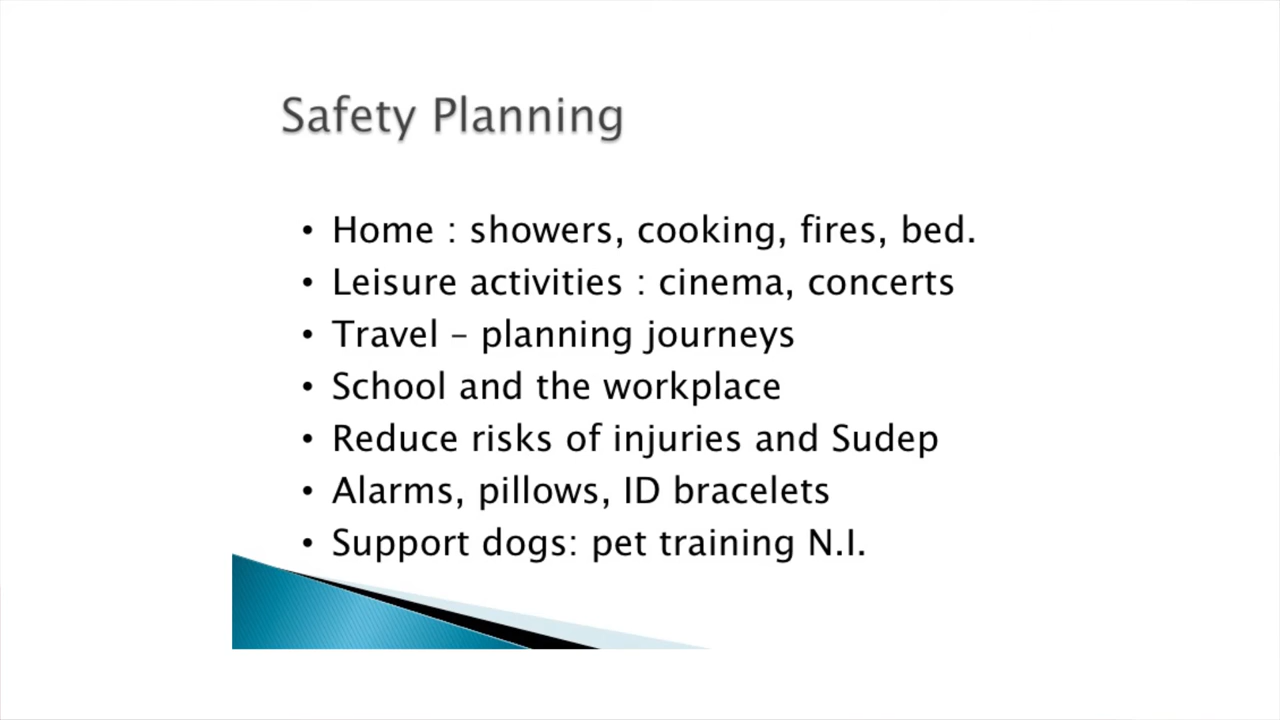 Safety Planning
• Home : showers, cooking, fires, bed.
• Leisure activities : cinema, concerts
• Travel – planning journeys
• School and the workplace
• Reduce risks of injuries and Sudep
• Alarms, pillows, ID bracelets
• Support dogs: pet training N.I.